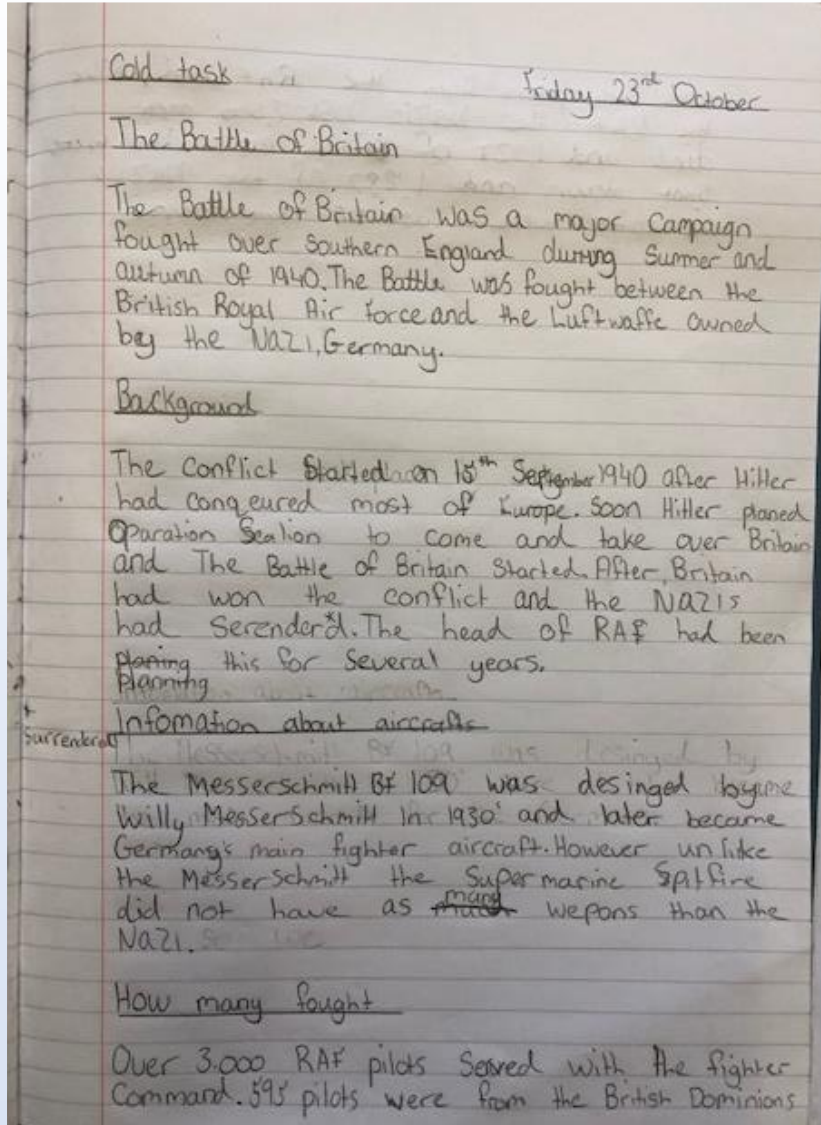 Cold task
Friday 23rd October
The Battle of Britain
The Battle of Britain was a major Campaign
fought over Southern England during Summer and
autumn of 1940. The Battle was fought between the
British Royal Air force and the Luftwaffe owned
by the Nazi, Germany.
Background
The Conflict Started on 15th September 1940 after Hitler
had conqeured most of Europe. Soon Hitler planed
Oparation Sealion to come and take over Britain
and The Battle of Britain Started. After, Britain
had won the conflict and the NAZIs
had Serender*d. The head of RAF had been
planing this for Several years.
planning
Infomation about aircrafts
*
Surrendered
The Messerschmitt Bf 109 was desinged by
Willy Messerschmitt In 1930' and later became
Germany's main fighter aircraft. However unlike
the Messerschmitt the Supermarine Spitfire
did not have as many wepons than the
Nazi.
How many fought
Over 3.000 RAF pilots Served with the fighter
Command. 595 pilots were from the British Dominions